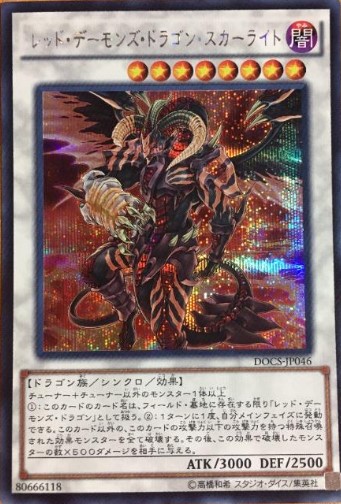 レッド・デーモンズ・ドラゴン・スカーライト 闇
DOCS-JP046
【ドラゴン族/シンクロ/効果】
チューナー+チューナー以外のモンスター1体以上
①:このカードのカード名は、フィールド・墓地に存在する限り「レッド・デー
モンズ・ドラゴン」として扱う。②:1ターンに1度、自分メインフェイズに発動
できる。このカード以外の、このカードの攻撃力以下の攻撃力を持つ特殊召喚
された効果モンスターを全て破壊する。その後、この効果で破壊したモンスター
の数×500ダメージを相手に与える。
ATK/3000 DEF/2500
80666118 ©高橋和希 スタジオ・ダイス/集英社